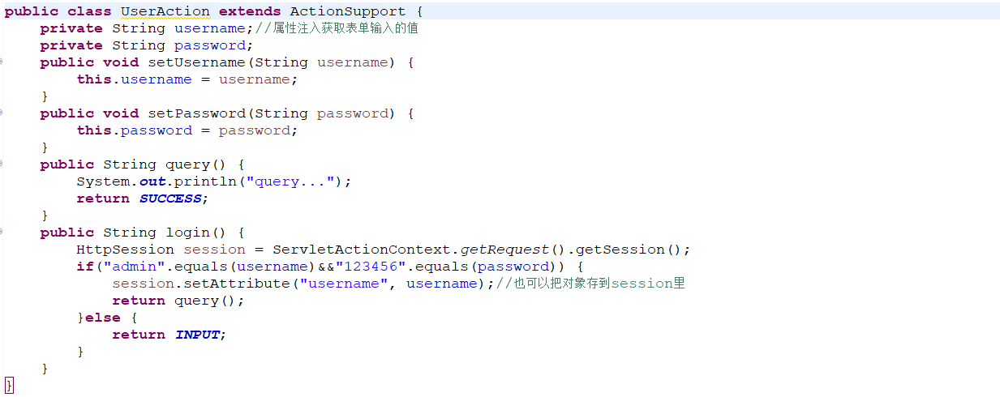 public class UserAction extends ActionSupport {
    private String username;//属性注入获取表单输入的值
    private String password;
    public void setUsername(String username) {
        this.username = username;
    }
    public void setPassword(String password) {
        this.password = password;
    }
    public String query() {
        System.out.println("query...");
        return SUCCESS;
    }
    public String login() {
        HttpSession session = ServletActionContext.getRequest().getSession();
        if("admin".equals(username)&&"123456".equals(password)) {
            session.setAttribute("username", username);//也可以把对象存到session里
            return query();
        }else {
            return INPUT;
        }
    }
}